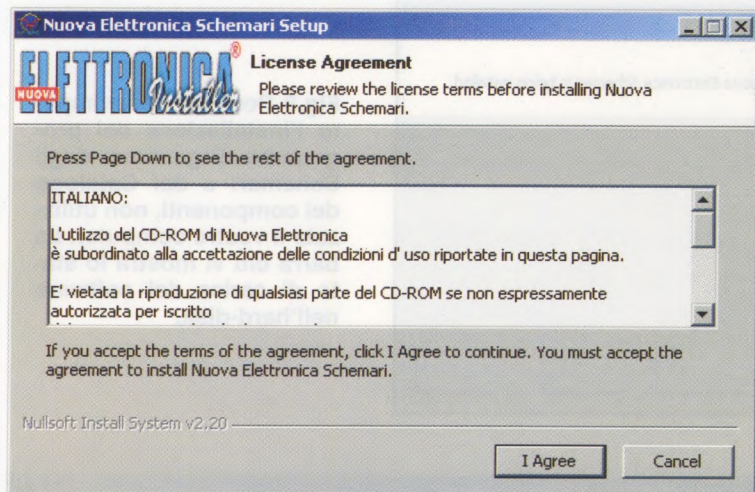 Nuova Elettronica Schemari Setup
NUOVA ELETTRONICA® Installer
License Agreement
Please review the license terms before installing Nuova
Elettronica Schemari.
Press Page Down to see the rest of the agreement.
ITALIANO:
L'utilizzo del CD-ROM di Nuova Elettronica
è subordinato alla accettazione delle condizioni d' uso riportate in questa pagina.
E' vietata la riproduzione di qualsiasi parte del CD-ROM se non espressamente
autorizzata per iscritto
If you accept the terms of the agreement, click I Agree to continue. You must accept the
agreement to install Nuova Elettronica Schemari.
Nullsoft Install System v2.20
I Agree
Cancel